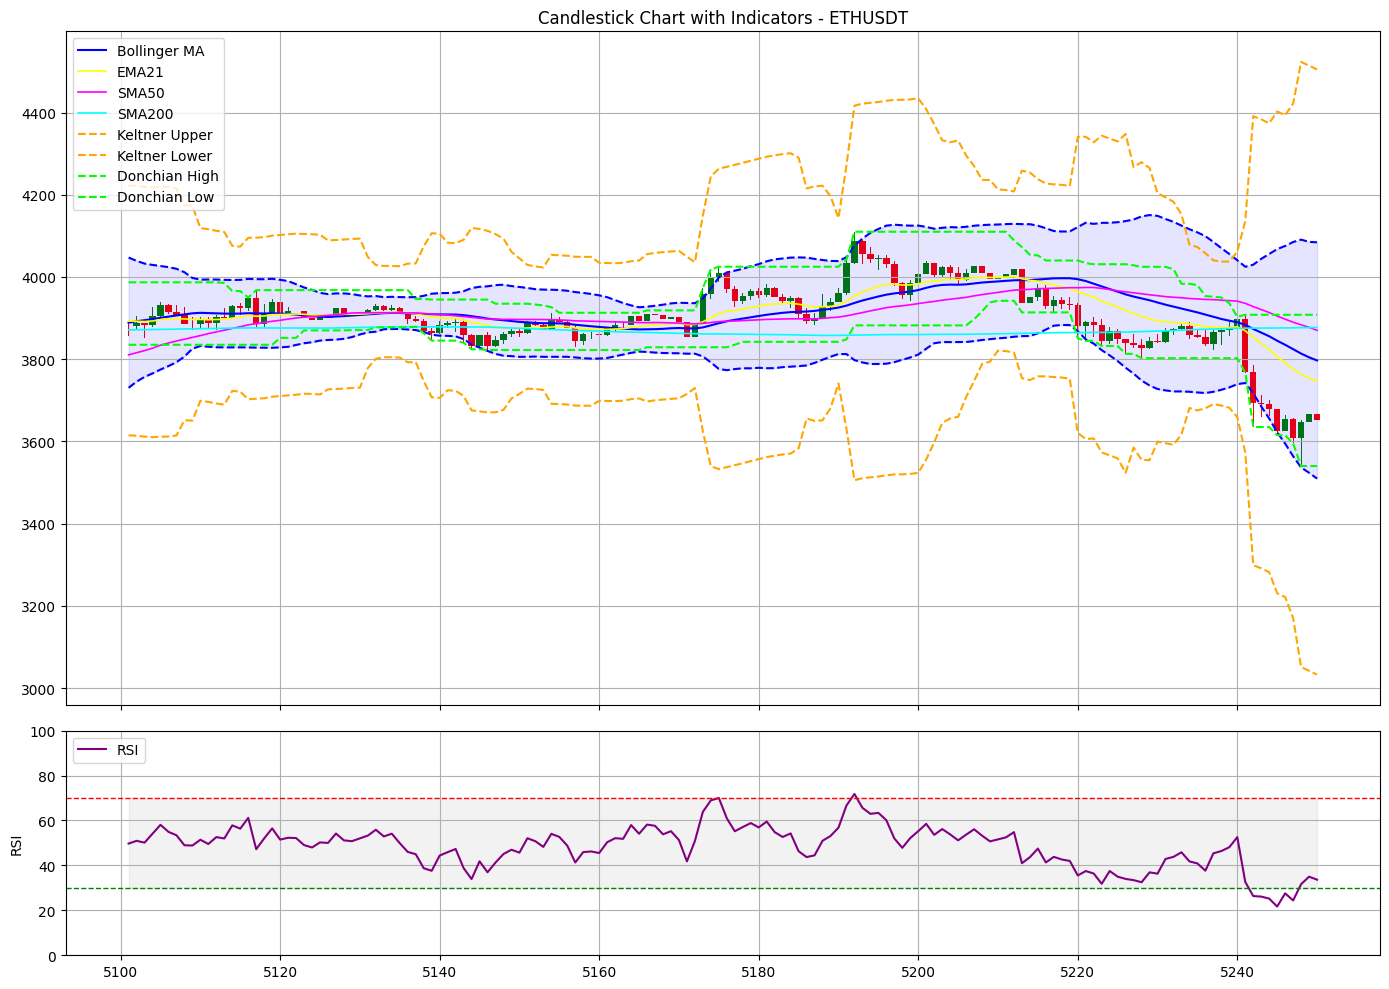 Candlestick Chart with Indicators - ETHUSDT
Bollinger MA
EMA21
SMA50
SMA200
Keltner Upper
Keltner Lower
Donchian High
Donchian Low
4400
4200
4000
3800
3600
3400
3200
3000
RSI
100
80
60
40
20
0
RSI
5100 5120 5140 5160 5180 5200 5220 5240